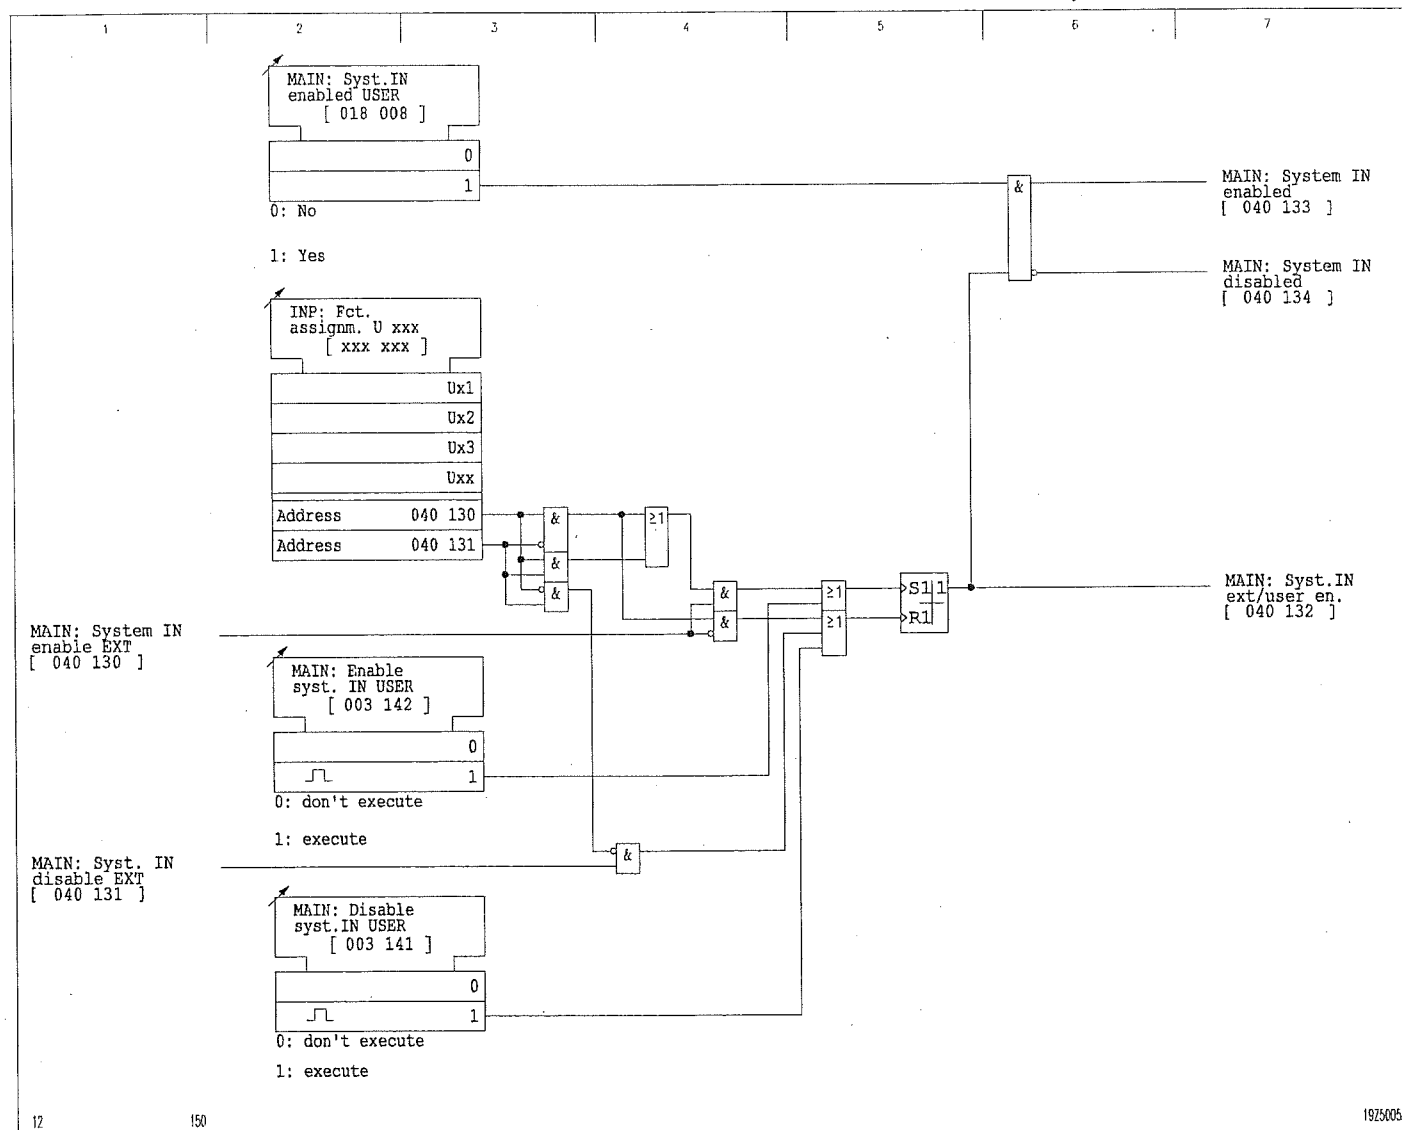 1 2 3 4 5 6 7
MAIN: Syst.IN
enabled USER
[ 018 008 ]
0
1
0: No
1: Yes
&
MAIN: System IN
enabled
[ 040 133 ]
MAIN: System IN
disabled
[ 040 134 ]
INP: Fct.
assignm. U xxx
[ xxx xxx ]
Ux1
Ux2
Ux3
Uxx
Address 040 130
Address 040 131
&
&
&
≥1
&
&
≥1
≥1
S1 1
R1
MAIN: Syst.IN
ext/user en.
[ 040 132 ]
MAIN: System IN
enable EXT
[ 040 130 ]
MAIN: Enable
syst. IN USER
[ 003 142 ]
0
1
0: don't execute
1: execute
&
MAIN: Syst. IN
disable EXT
[ 040 131 ]
MAIN: Disable
syst.IN USER
[ 003 141 ]
0
1
0: don't execute
1: execute
12 150 19Z5005